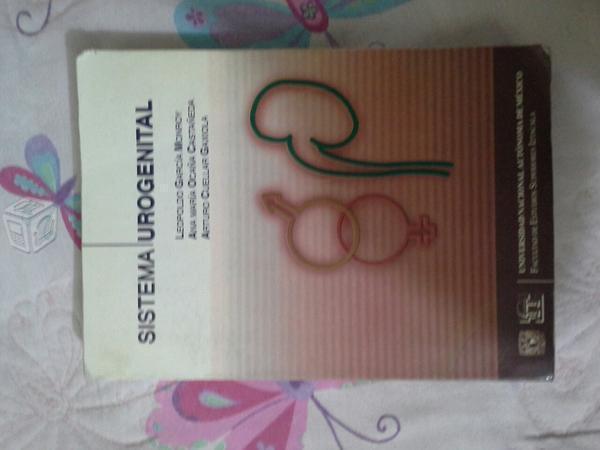 SISTEMA UROGENITAL
LEOPOLDO GARCÍA MONROY
ANA MARÍA OCAÑA CASTAÑEDA
ARTURO CUELLAR GAXIOLA
UNIVERSIDAD NACIONAL AUTÓNOMA DE MÉXICO
FACULTAD DE ESTUDIOS SUPERIORES IZTACALA